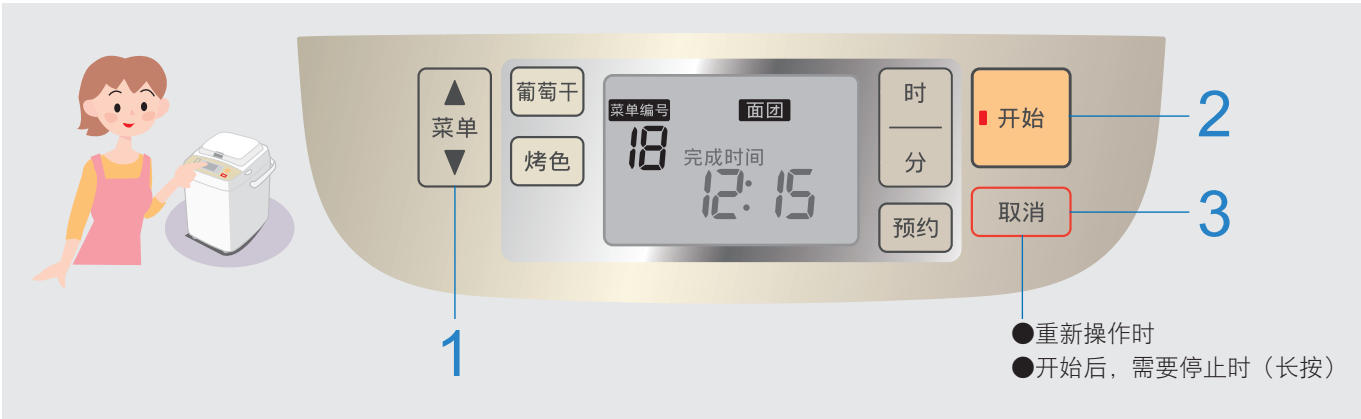 ▲
菜单
▼
葡萄干
烤色
菜单编号
18
面团
完成时间
12:15
时
分
预约
开始
取消
1
2
3
●重新操作时
●开始后，需要停止时（长按）